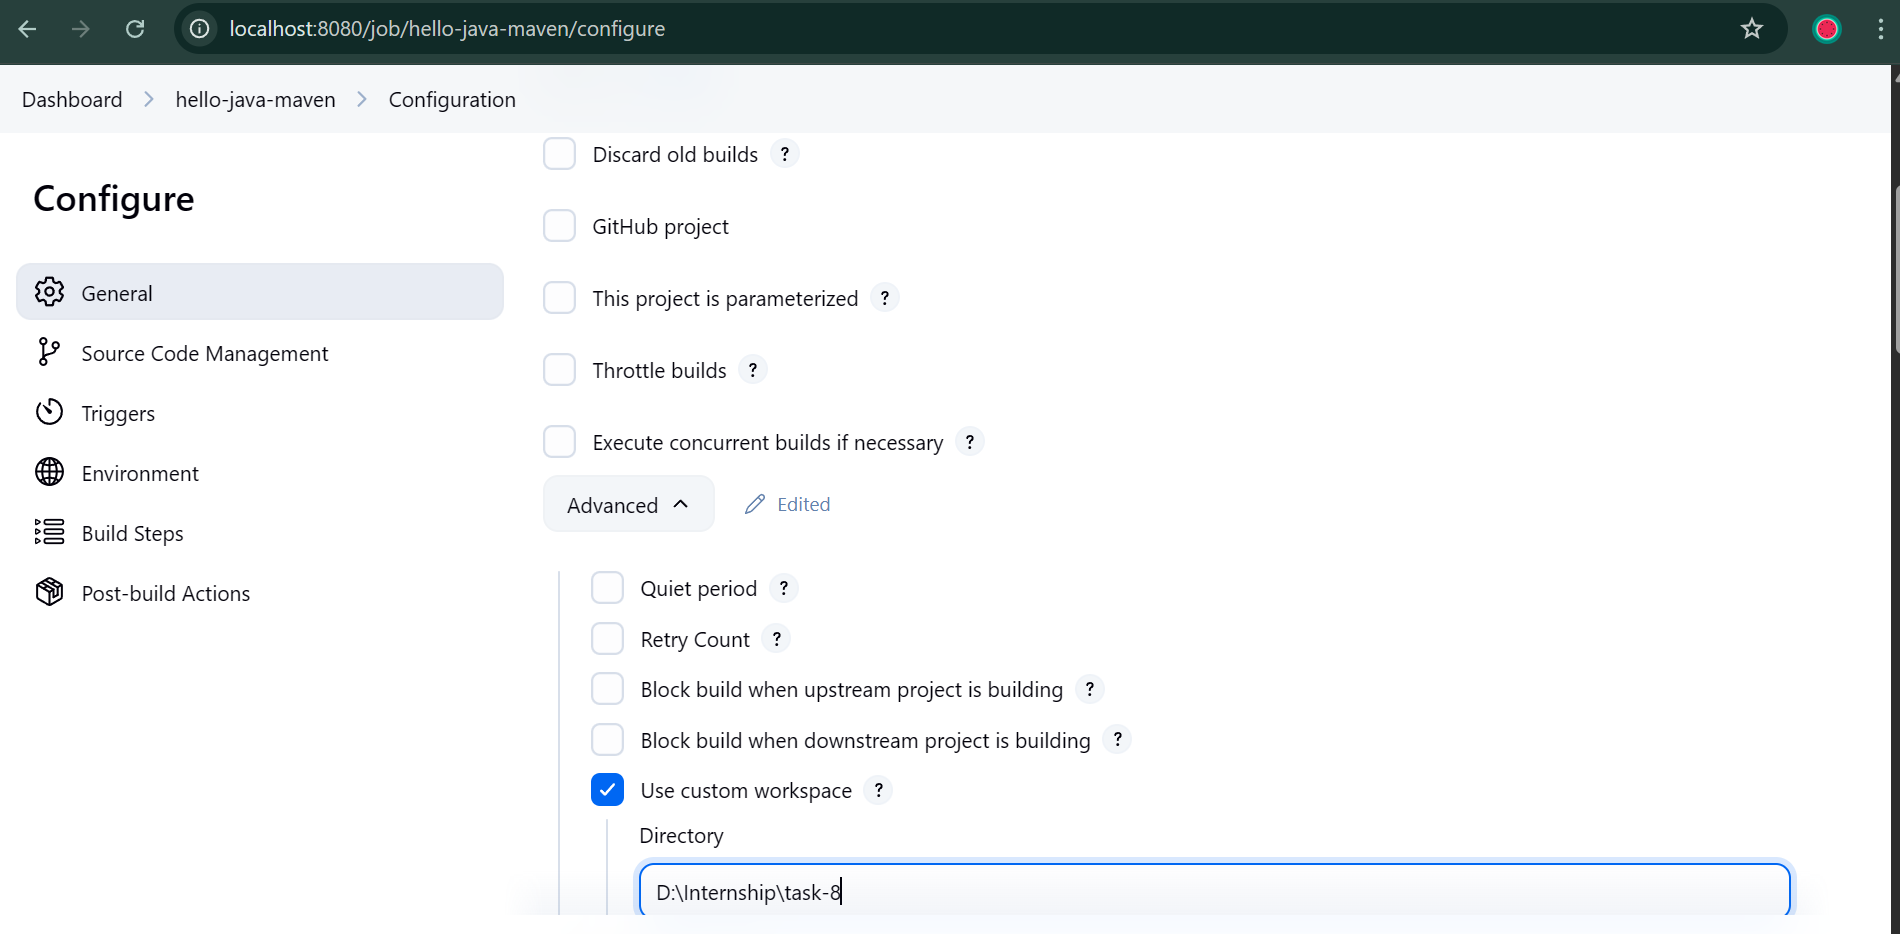 localhost:8080/job/hello-java-maven/configure
Dashboard > hello-java-maven > Configuration
Configure
General
Source Code Management
Triggers
Environment
Build Steps
Post-build Actions
Discard old builds ?
GitHub project
This project is parameterized ?
Throttle builds ?
Execute concurrent builds if necessary ?
Advanced Edited
Quiet period ?
Retry Count ?
Block build when upstream project is building ?
Block build when downstream project is building ?
Use custom workspace ?
Directory
D:\Internship\task-8